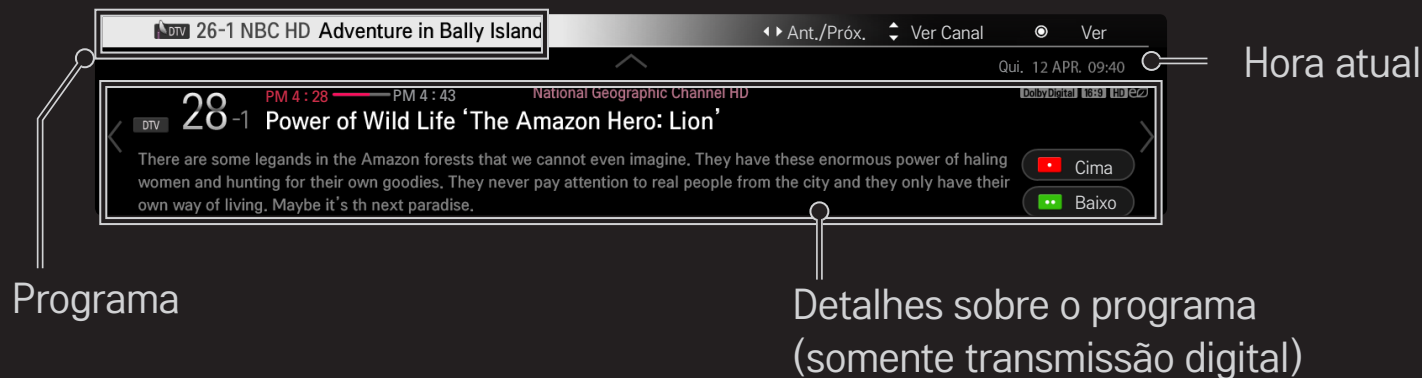 DTV 26-1 NBC HD Adventure in Bally Island
Ant./Próx. Ver Canal Ver
Qui. 12 APR. 09:40
Hora atual
PM 4 : 28 PM 4 : 43 National Geographic Channel HD Dolby Digital 16:9 HD
DTV 28-1 Power of Wild Life ‘The Amazon Hero: Lion’
There are some legands in the Amazon forests that we cannot even imagine. They have these enormous power of haling
women and hunting for their own goodies. They never pay attention to real people from the city and they only have their
own way of living. Maybe it's th next paradise.
Cima
Baixo
Programa
Detalhes sobre o programa
(somente transmissão digital)